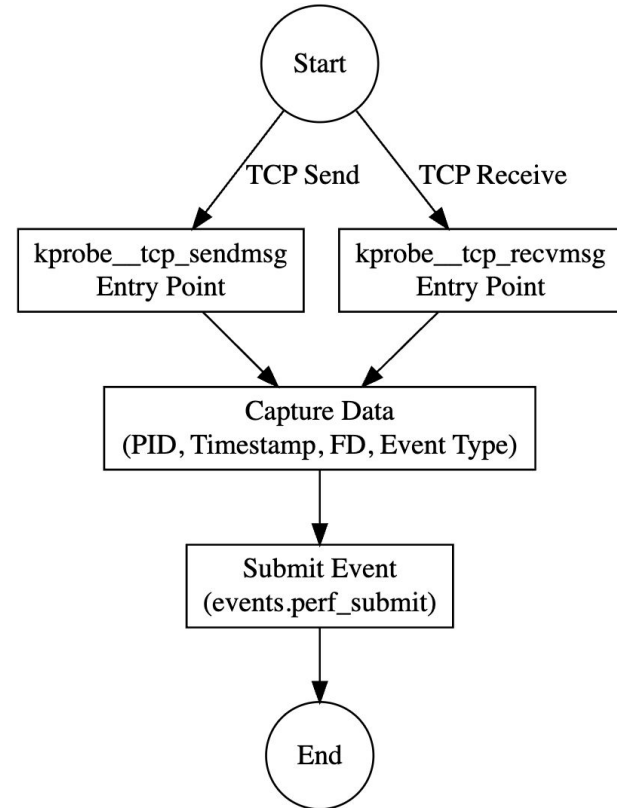 Start
TCP Send
TCP Receive
kprobe__tcp_sendmsg
Entry Point
kprobe__tcp_recvmsg
Entry Point
Capture Data
(PID, Timestamp, FD, Event Type)
Submit Event
(events.perf_submit)
End